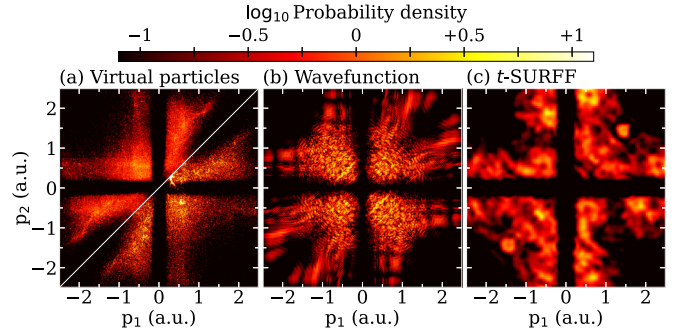 log₁₀ Probability density
−1 −0.5 0 +0.5 +1
(a) Virtual particles (b) Wavefunction (c) t-SURFF
p₂ (a.u.)
2
1
0
−1
−2
−2 −1 0 1 2 −2 −1 0 1 2 −2 −1 0 1 2
p₁ (a.u.) p₁ (a.u.) p₁ (a.u.)